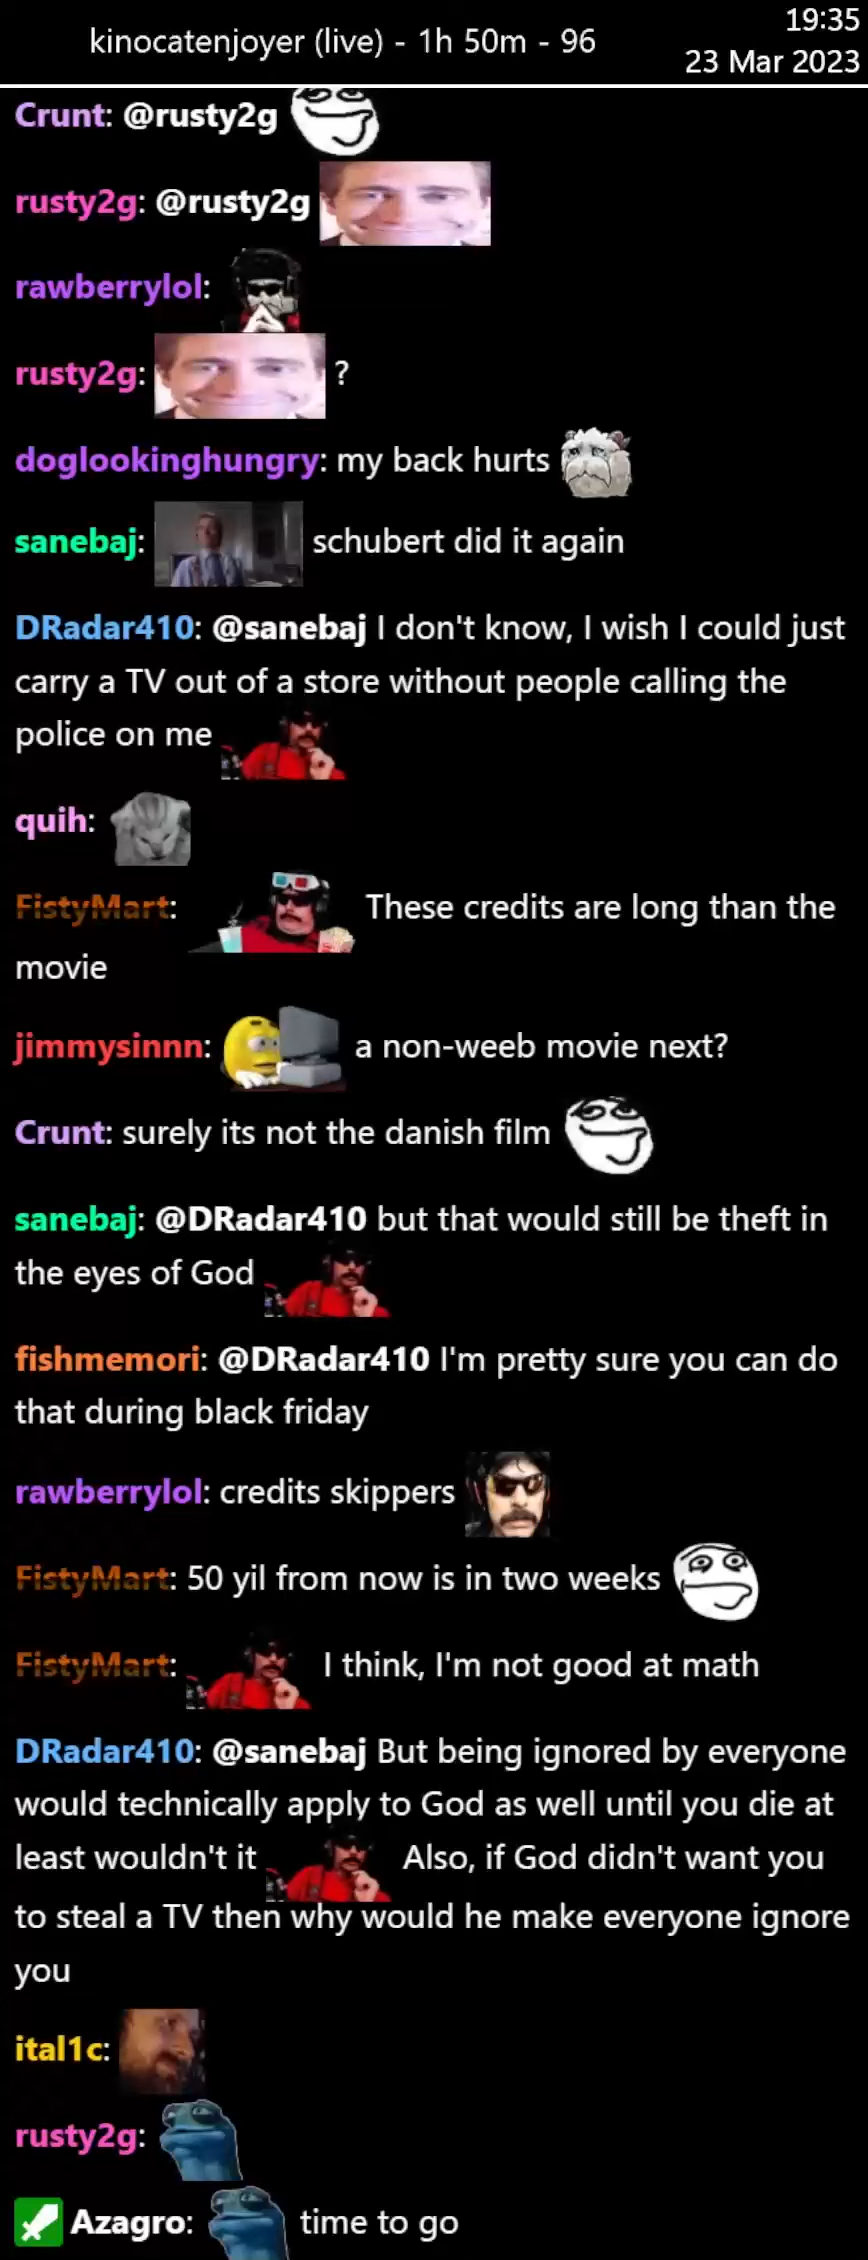 kinocatenjoyer (live) - 1h 50m - 96
19:35
23 Mar 2023
Crunt: @rusty2g
rusty2g: @rusty2g
rawberrylol:
rusty2g: ?
doglookinghungry: my back hurts
sanebaj: schubert did it again
DRadar410: @sanebaj I don't know, I wish I could just
carry a TV out of a store without people calling the
police on me
quih:
FistyMart: These credits are long than the
movie
jimmysinnn: a non-weeb movie next?
Crunt: surely its not the danish film
sanebaj: @DRadar410 but that would still be theft in
the eyes of God
fishmemori: @DRadar410 I'm pretty sure you can do
that during black friday
rawberrylol: credits skippers
FistyMart: 50 yil from now is in two weeks
FistyMart: I think, I'm not good at math
DRadar410: @sanebaj But being ignored by everyone
would technically apply to God as well until you die at
least wouldn't it Also, if God didn't want you
to steal a TV then why would he make everyone ignore
you
ital1c:
rusty2g:
Azagro: time to go